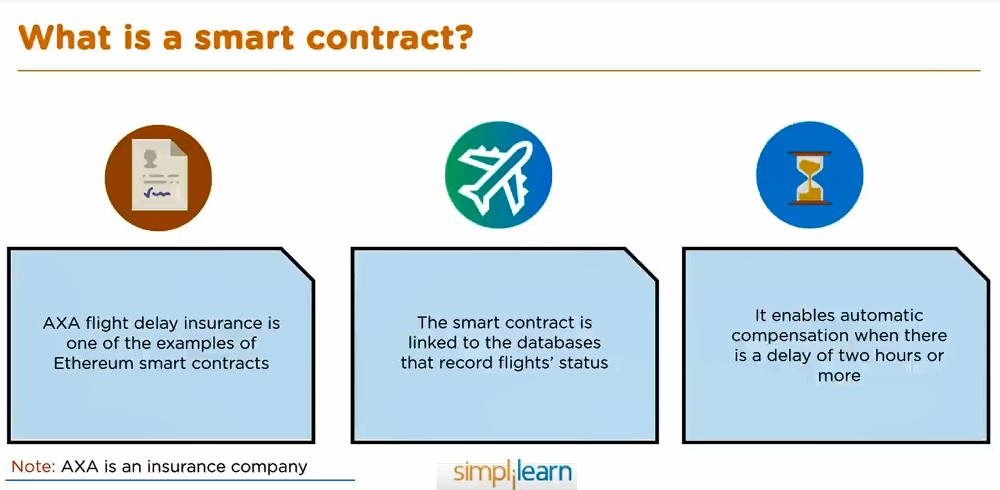 What is a smart contract?
AXA flight delay insurance is
one of the examples of
Ethereum smart contracts
The smart contract is
linked to the databases
that record flights’ status
It enables automatic
compensation when there
is a delay of two hours or
more
Note: AXA is an insurance company
simplilearn